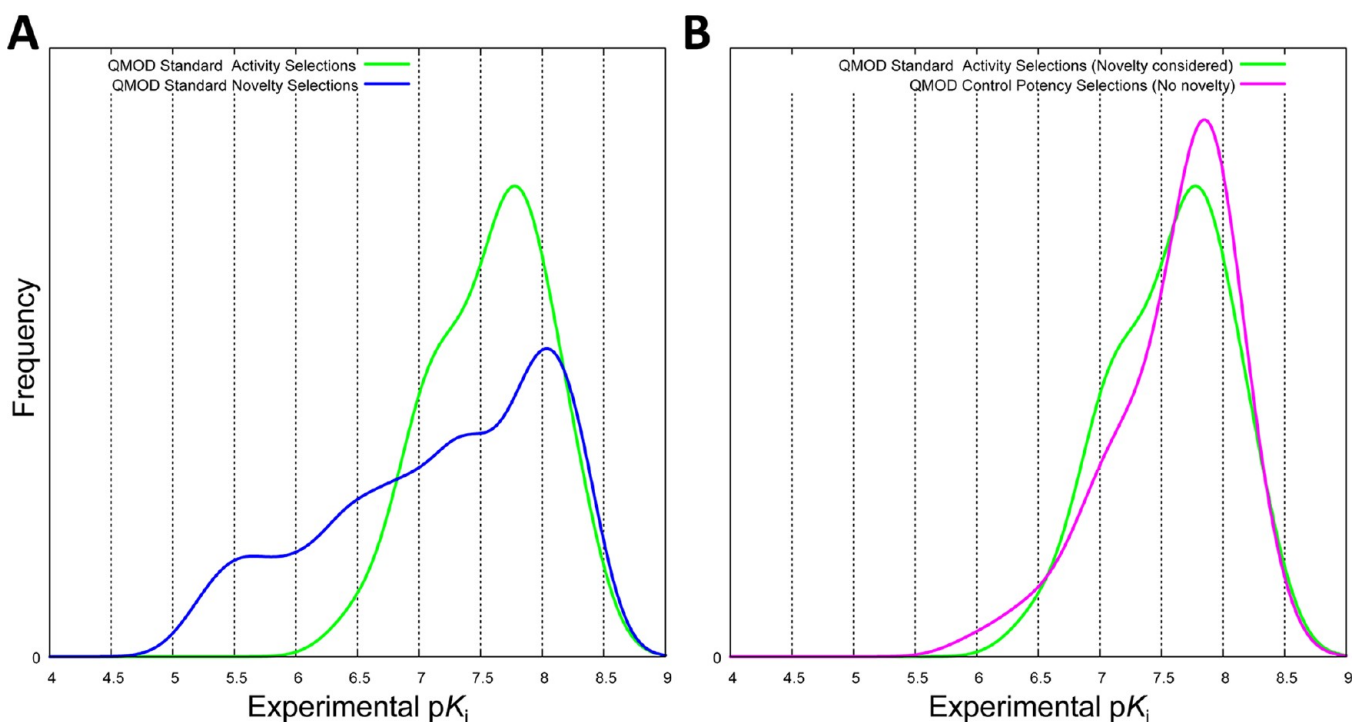 A
QMOD Standard Activity Selections
QMOD Standard Novelty Selections
Frequency
0
4 4.5 5 5.5 6 6.5 7 7.5 8 8.5 9
Experimental pKi
B
QMOD Standard Activity Selections (Novelty considered)
QMOD Control Potency Selections (No novelty)
0
4 4.5 5 5.5 6 6.5 7 7.5 8 8.5 9
Experimental pKi